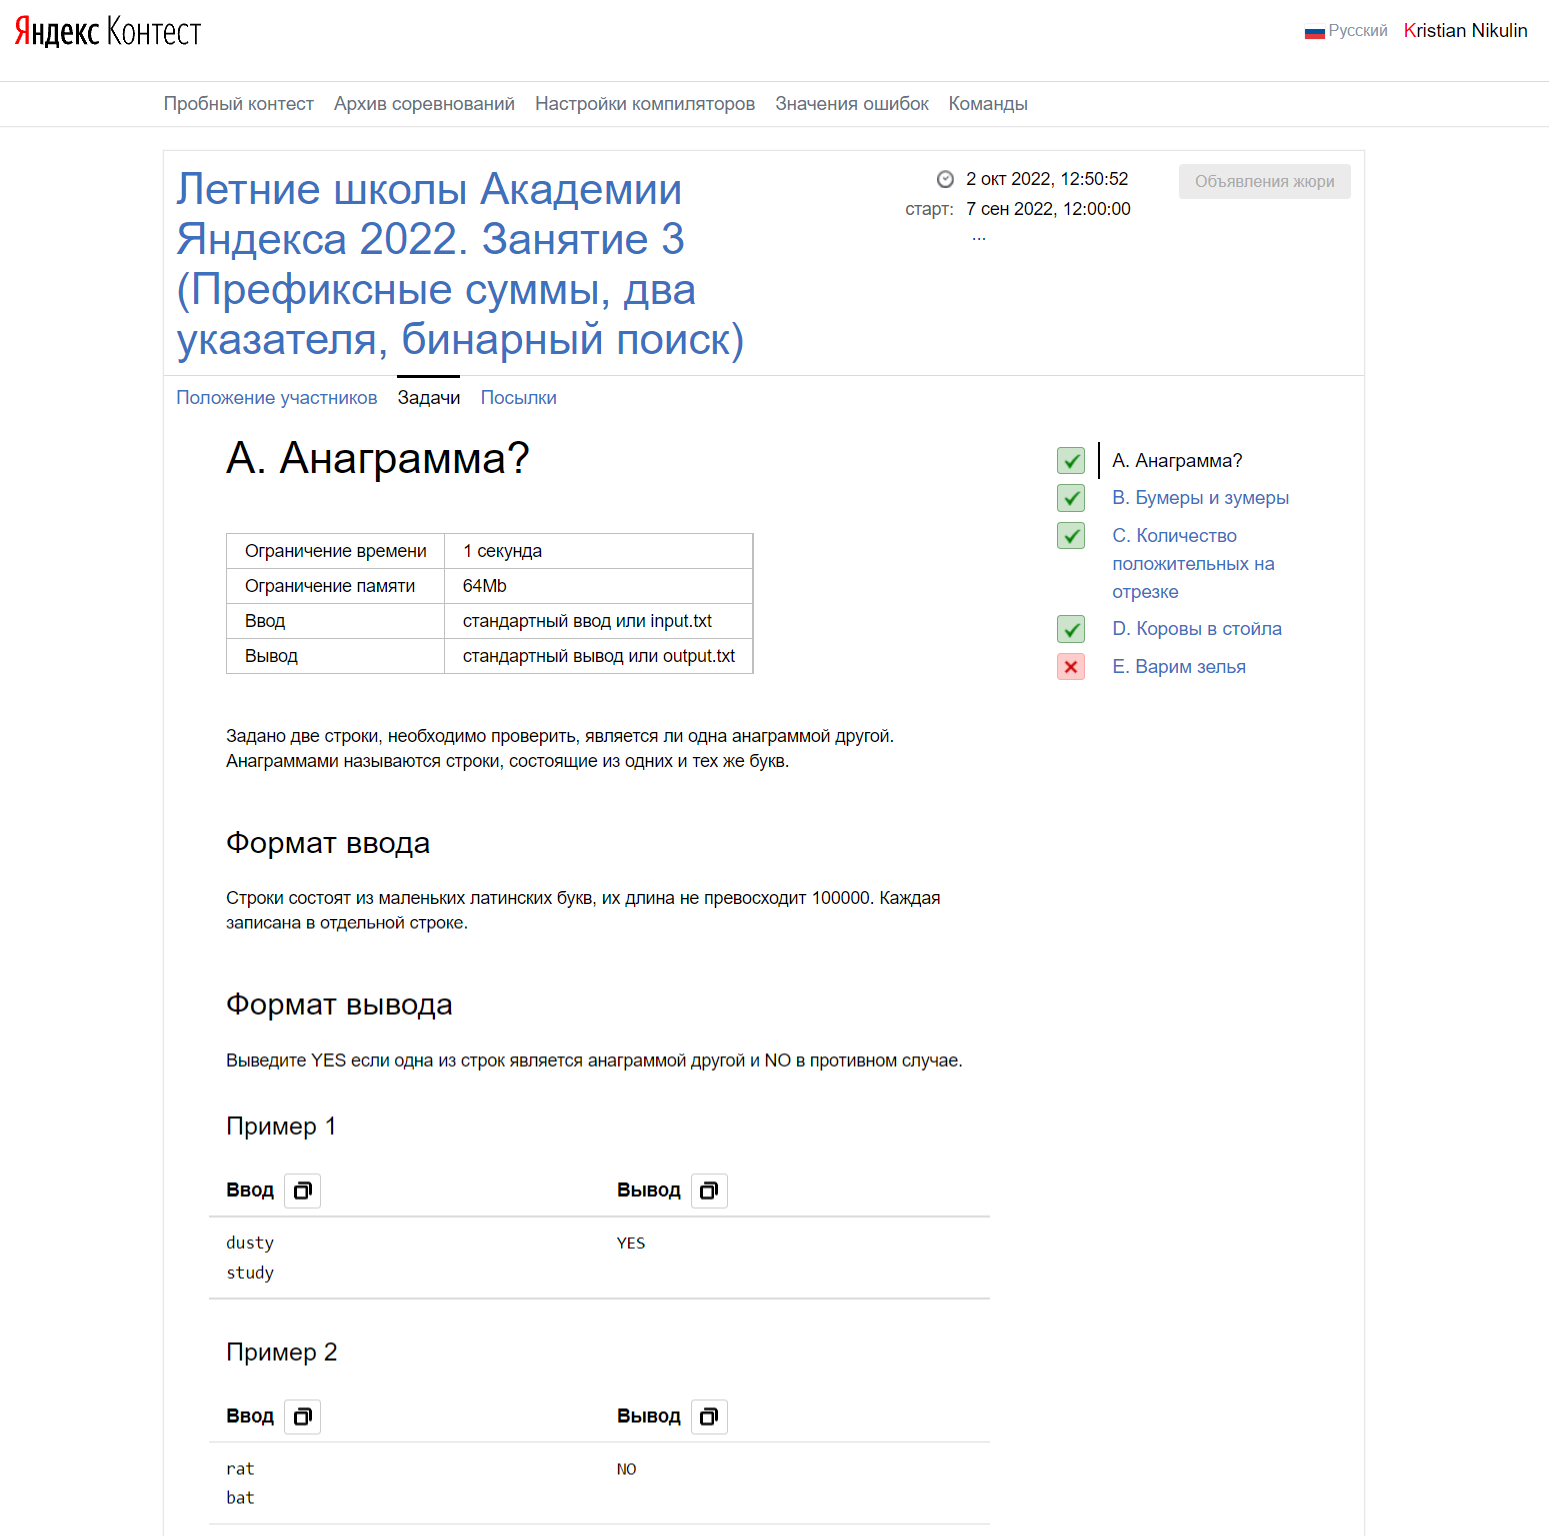 Яндекс Контест
Русский Kristian Nikulin
Пробный контест Архив соревнований Настройки компиляторов Значения ошибок Команды
Летние школы Академии
Яндекса 2022. Занятие 3
(Префиксные суммы, два
указателя, бинарный поиск)
2 окт 2022, 12:50:52
старт: 7 сен 2022, 12:00:00
...
Объявления жюри
Положение участников Задачи Посылки
A. Анаграмма?
Ограничение времени 1 секунда
Ограничение памяти 64Mb
Ввод стандартный ввод или input.txt
Вывод стандартный вывод или output.txt
A. Анаграмма?
B. Бумеры и зумеры
C. Количество
положительных на
отрезке
D. Коровы в стойла
E. Варим зелья
Задано две строки, необходимо проверить, является ли одна анаграммой другой.
Анаграммами называются строки, состоящие из одних и тех же букв.
Формат ввода
Строки состоят из маленьких латинских букв, их длина не превосходит 100000. Каждая
записана в отдельной строке.
Формат вывода
Выведите YES если одна из строк является анаграммой другой и NO в противном случае.
Пример 1
Ввод Вывод
dusty YES
study
Пример 2
Ввод Вывод
rat NO
bat